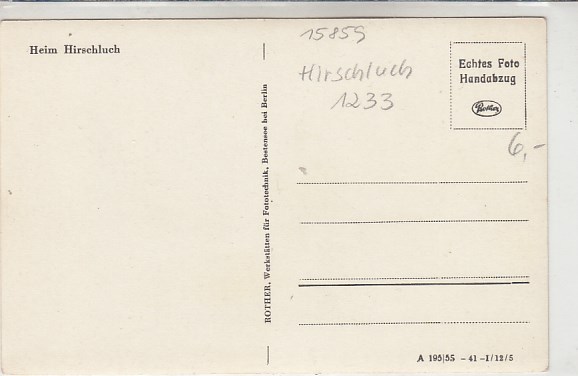 Heim Hirschluch
15859
Hirschluch
1233
Echtes Foto
Handabzug
Rother
6,-
ROTHER, Werkstätten für Fototechnik, Bestensee bei Berlin
A 195|55 - 41 -I/12/5